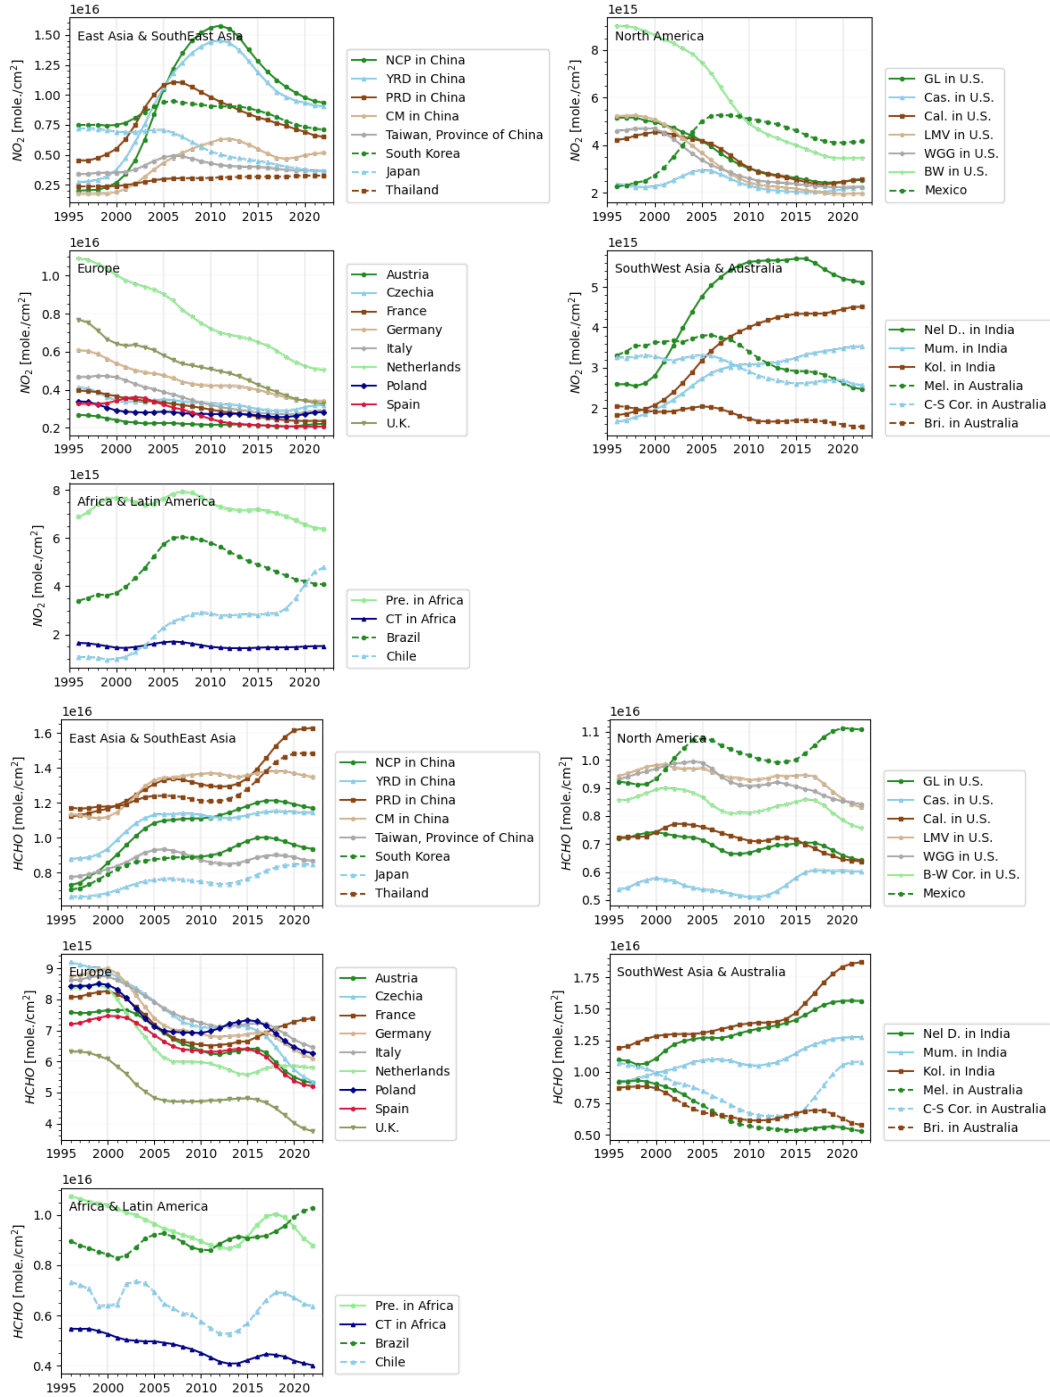 1e16
East Asia & SouthEast Asia
NO2 [mole./cm2]
1.50
1.25
1.00
0.75
0.50
0.25
1995 2000 2005 2010 2015 2020
NCP in China
YRD in China
PRD in China
CM in China
Taiwan, Province of China
South Korea
Japan
Thailand
1e15
North America
NO2 [mole./cm2]
8
6
4
2
1995 2000 2005 2010 2015 2020
GL in U.S.
Cas. in U.S.
Cal. in U.S.
LMV in U.S.
WGG in U.S.
BW in U.S.
Mexico
1e16
Europe
NO2 [mole./cm2]
1.0
0.8
0.6
0.4
0.2
1995 2000 2005 2010 2015 2020
Austria
Czechia
France
Germany
Italy
Netherlands
Poland
Spain
U.K.
1e15
SouthWest Asia & Australia
NO2 [mole./cm2]
5
4
3
2
1995 2000 2005 2010 2015 2020
Nel D.. in India
Mum. in India
Kol. in India
Mel. in Australia
C-S Cor. in Australia
Bri. in Australia
1e15
Africa & Latin America
NO2 [mole./cm2]
8
6
4
2
1995 2000 2005 2010 2015 2020
Pre. in Africa
CT in Africa
Brazil
Chile
1e16
East Asia & SouthEast Asia
HCHO [mole./cm2]
1.6
1.4
1.2
1.0
0.8
1995 2000 2005 2010 2015 2020
NCP in China
YRD in China
PRD in China
CM in China
Taiwan, Province of China
South Korea
Japan
Thailand
1e16
North America
HCHO [mole./cm2]
1.1
1.0
0.9
0.8
0.7
0.6
0.5
1995 2000 2005 2010 2015 2020
GL in U.S.
Cas. in U.S.
Cal. in U.S.
LMV in U.S.
WGG in U.S.
B-W Cor. in U.S.
Mexico
1e15
Europe
HCHO [mole./cm2]
9
8
7
6
5
4
1995 2000 2005 2010 2015 2020
Austria
Czechia
France
Germany
Italy
Netherlands
Poland
Spain
U.K.
1e16
SouthWest Asia & Australia
HCHO [mole./cm2]
1.75
1.50
1.25
1.00
0.75
0.50
1995 2000 2005 2010 2015 2020
Nel D. in India
Mum. in India
Kol. in India
Mel. in Australia
C-S Cor. in Australia
Bri. in Australia
1e16
Africa & Latin America
HCHO [mole./cm2]
1.0
0.8
0.6
0.4
1995 2000 2005 2010 2015 2020
Pre. in Africa
CT in Africa
Brazil
Chile